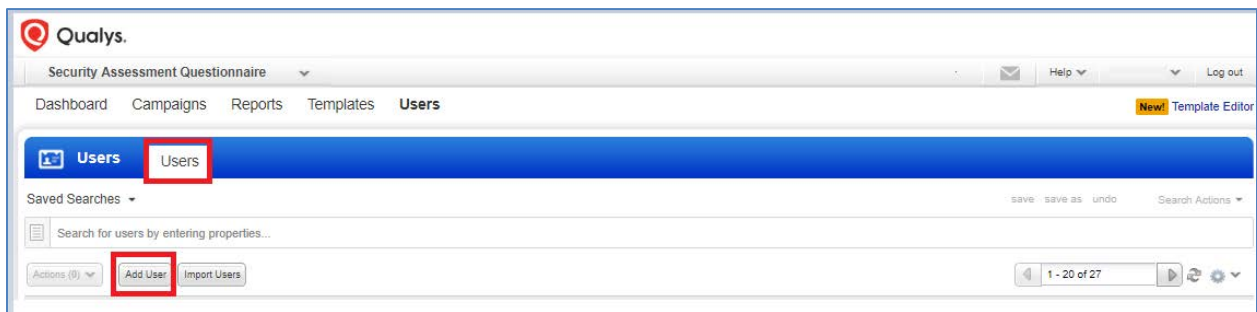 Qualys.
Security Assessment Questionnaire Help Log out
Dashboard Campaigns Reports Templates Users New! Template Editor
Users Users
Saved Searches save save as undo Search Actions
Search for users by entering properties...
Actions (0) Add User Import Users 1 - 20 of 27